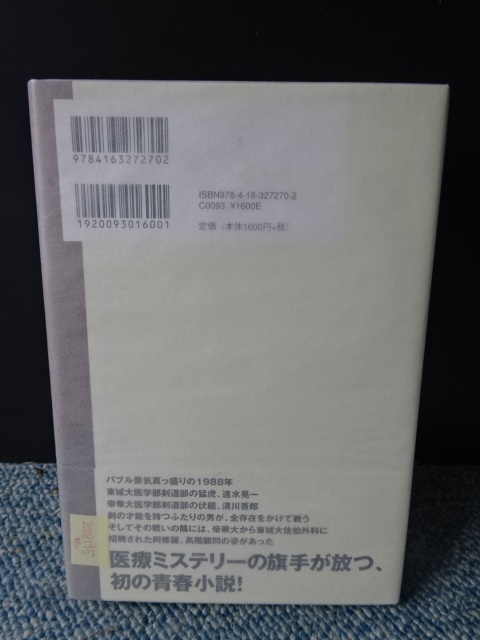 9784163272702
1920093016001
ISBN978-4-16-327270-2
C0093 ¥1600E
定価（本体1600円+税）
バブル景気真っ盛りの1988年
東城大医学部剣道部の猛虎、速水晃一
帝華大医学部剣道部の伏龍、清川吾郎
剣の才能を持つふたりの男が、全存在をかけて戦う
そしてその戦いの陰には、帝華大から東城大佐伯外科に
招聘された阿修羅、高階顧問の姿があった
医療ミステリーの旗手が放つ、
初の青春小説！